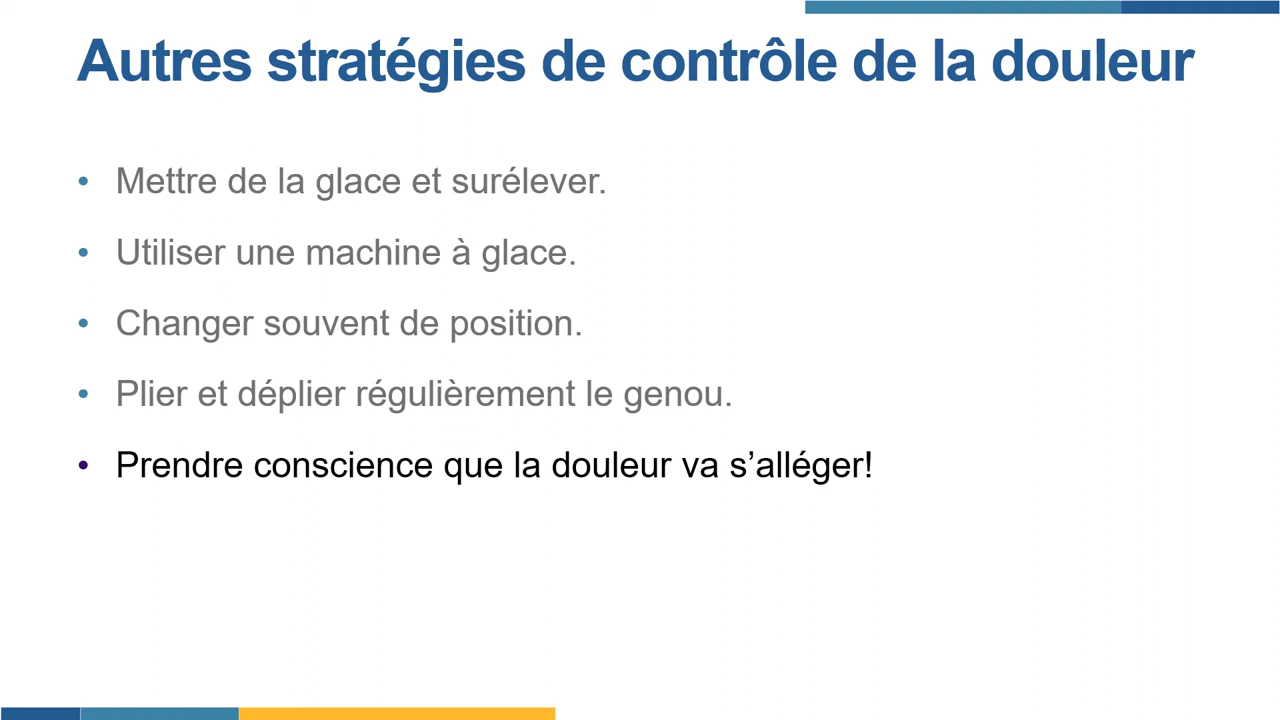 Autres stratégies de contrôle de la douleur
• Mettre de la glace et surélever.
• Utiliser une machine à glace.
• Changer souvent de position.
• Plier et déplier régulièrement le genou.
• Prendre conscience que la douleur va s’alléger!